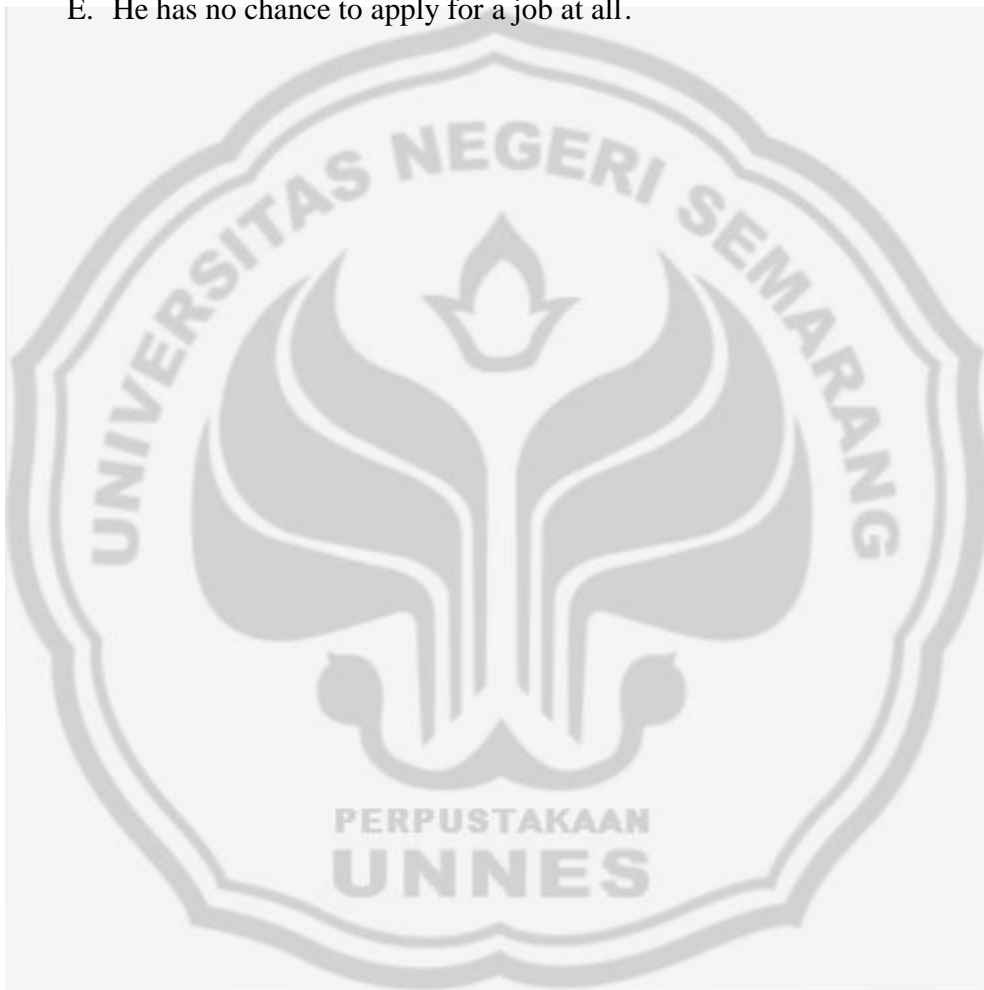 E. He has no chance to apply for a job at all.
UNIVERSITAS NEGERI SEMARANG
PERPUSTAKAAN
UNNES